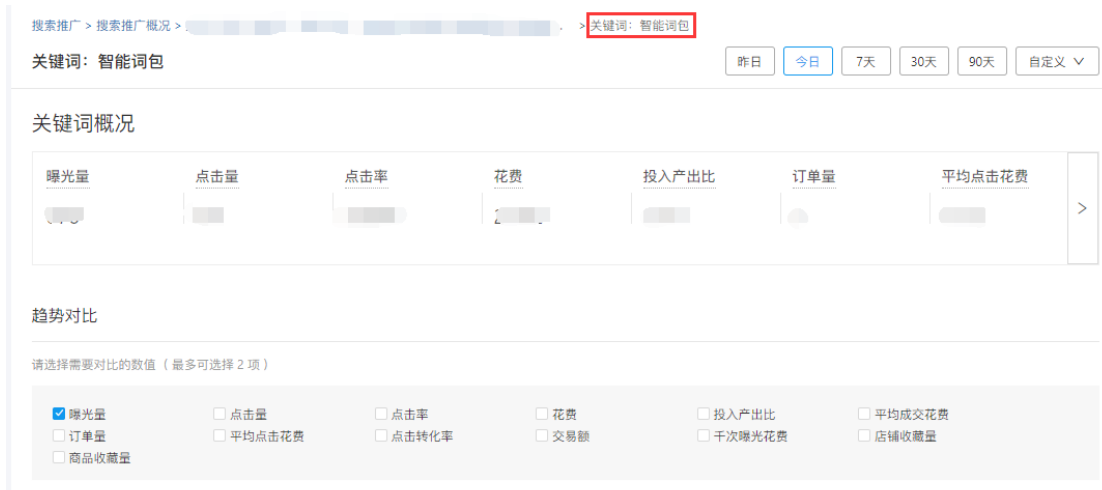 搜索推广 > 搜索推广概况 > > 关键词：智能词包
关键词：智能词包 昨日 今日 7天 30天 90天 自定义
关键词概况
曝光量 点击量 点击率 花费 投入产出比 订单量 平均点击花费
趋势对比
请选择需要对比的数值（最多可选择 2 项）
曝光量 点击量 点击率 花费 投入产出比 平均成交花费
订单量 平均点击花费 点击转化率 交易额 千次曝光花费 店铺收藏量
商品收藏量